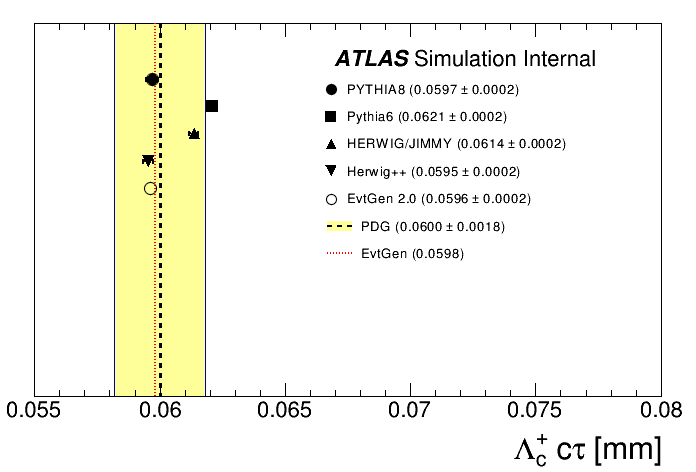 ATLAS Simulation Internal
PYTHIA8 (0.0597 ± 0.0002)
Pythia6 (0.0621 ± 0.0002)
HERWIG/JIMMY (0.0614 ± 0.0002)
Herwig++ (0.0595 ± 0.0002)
EvtGen 2.0 (0.0596 ± 0.0002)
PDG (0.0600 ± 0.0018)
EvtGen (0.0598)
0.055 0.06 0.065 0.07 0.075 0.08
Λc+ cτ [mm]